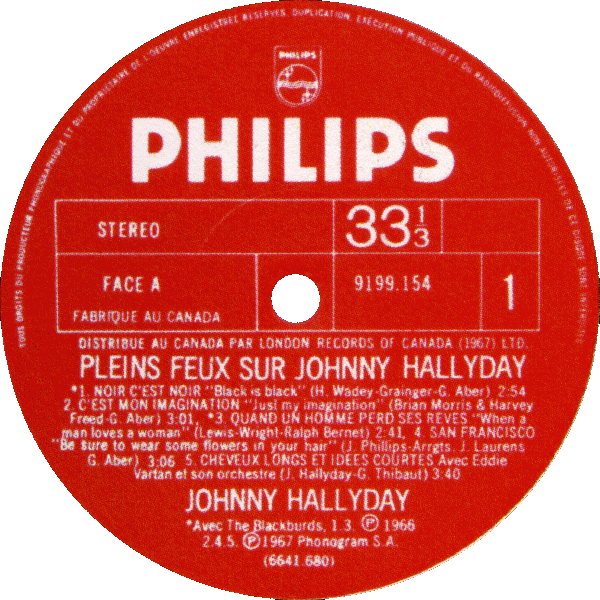 TOUS DROITS DU PRODUCTEUR PHONOGRAPHIQUE ET DU PROPRIETAIRE DE L'OEUVRE ENREGISTREE RESERVES. DUPLICATION, EXECUTION PUBLIQUE ET OU RADIODIFFUSION NON AUTORISEES DE CE DISQUE SONT INTERDITES
PHILIPS
PHILIPS
STEREO
33 1/3
FACE A
9199.154
1
FABRIQUE AU CANADA
DISTRIBUE AU CANADA PAR LONDON RECORDS OF CANADA (1967) LTD.
PLEINS FEUX SUR JOHNNY HALLYDAY
*1. NOIR C'EST NOIR "Black is black" (H. Wadey-Grainger-G. Aber) 2:54
2. C'EST MON IMAGINATION "Just my imagination" (Brian Morris & Harvey
Freed-G. Aber) 3:01. *3. QUAND UN HOMME PERD SES REVES "When a
man loves a woman" (Lewis-Wright-Ralph Bernet) 2:41. 4. SAN FRANCISCO
"Be sure to wear some flowers in your hair" (J. Phillips-Arrgts. J. Laurens
G. Aber) 3:06 5. CHEVEUX LONGS ET IDEES COURTES Avec Eddie
Vartan et son orchestre (J. Hallyday-G. Thibaut) 3:40
JOHNNY HALLYDAY
*Avec The Blackburds, 1.3. Ⓟ 1966
2.4.5. Ⓟ1967 Phonogram S.A.
(6641.680)